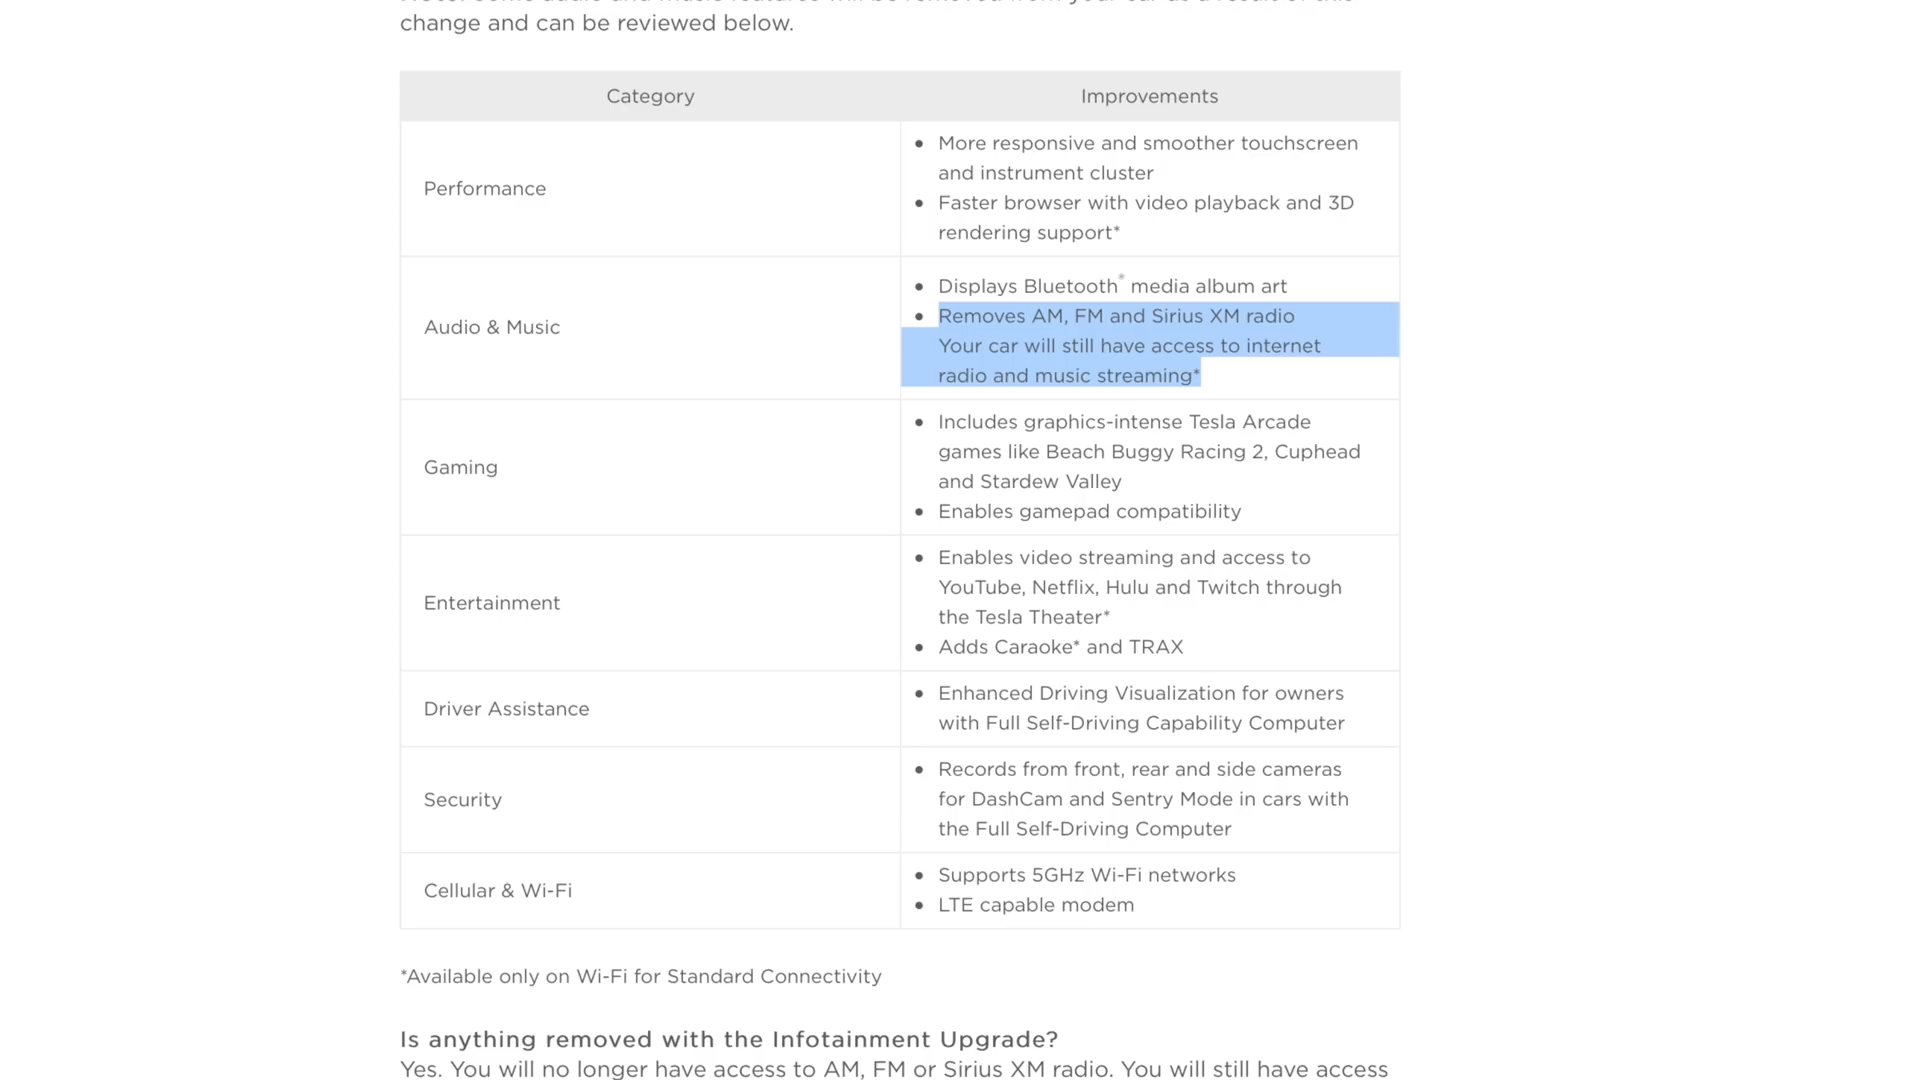 change and can be reviewed below.
Category
Improvements
Performance
• More responsive and smoother touchscreen
and instrument cluster
• Faster browser with video playback and 3D
rendering support*
Audio & Music
• Displays Bluetooth® media album art
• Removes AM, FM and Sirius XM radio
Your car will still have access to internet
radio and music streaming*
Gaming
• Includes graphics-intense Tesla Arcade
games like Beach Buggy Racing 2, Cuphead
and Stardew Valley
• Enables gamepad compatibility
Entertainment
• Enables video streaming and access to
YouTube, Netflix, Hulu and Twitch through
the Tesla Theater*
• Adds Caraoke* and TRAX
Driver Assistance
• Enhanced Driving Visualization for owners
with Full Self-Driving Capability Computer
Security
• Records from front, rear and side cameras
for DashCam and Sentry Mode in cars with
the Full Self-Driving Computer
Cellular & Wi-Fi
• Supports 5GHz Wi-Fi networks
• LTE capable modem
*Available only on Wi-Fi for Standard Connectivity
Is anything removed with the Infotainment Upgrade?
Yes. You will no longer have access to AM, FM or Sirius XM radio. You will still have access